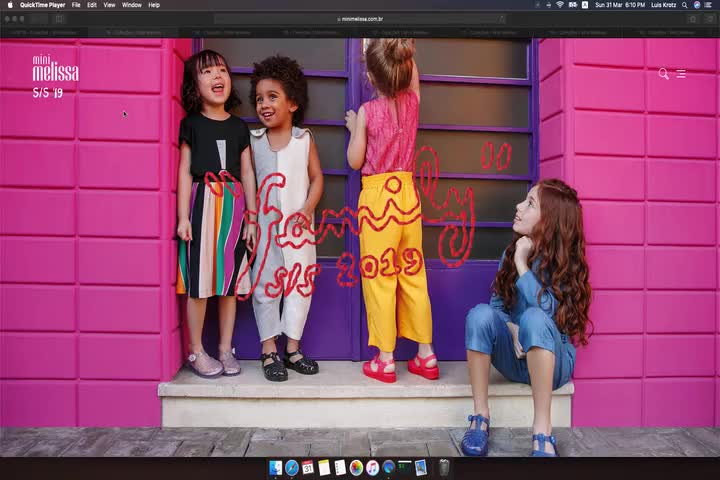 QuickTime Player File Edit View Window Help
Sun 31 Mar 6:10 PM Luis Krotz
minimelissa.com.br
mini
melissa
S/S '19
"family"
s/s 2019